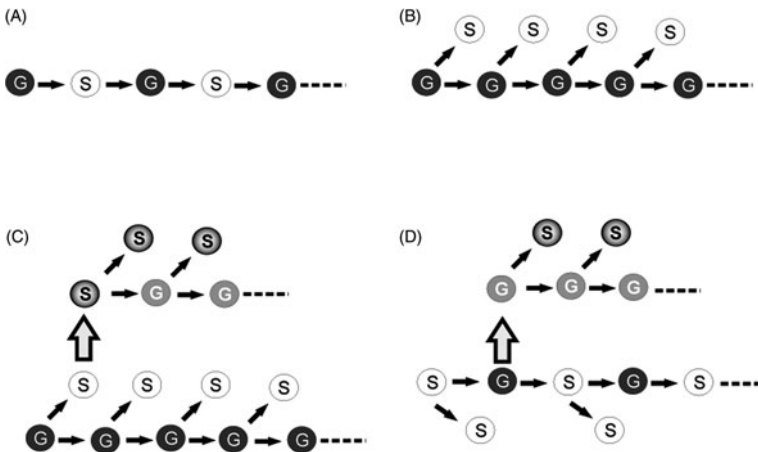 (A)
G S G S G
(B)
S S S S
G G G G G
(C)
S S
S G G
S S S S
G G G G G
(D)
S S
G G G
S G S G S
S S